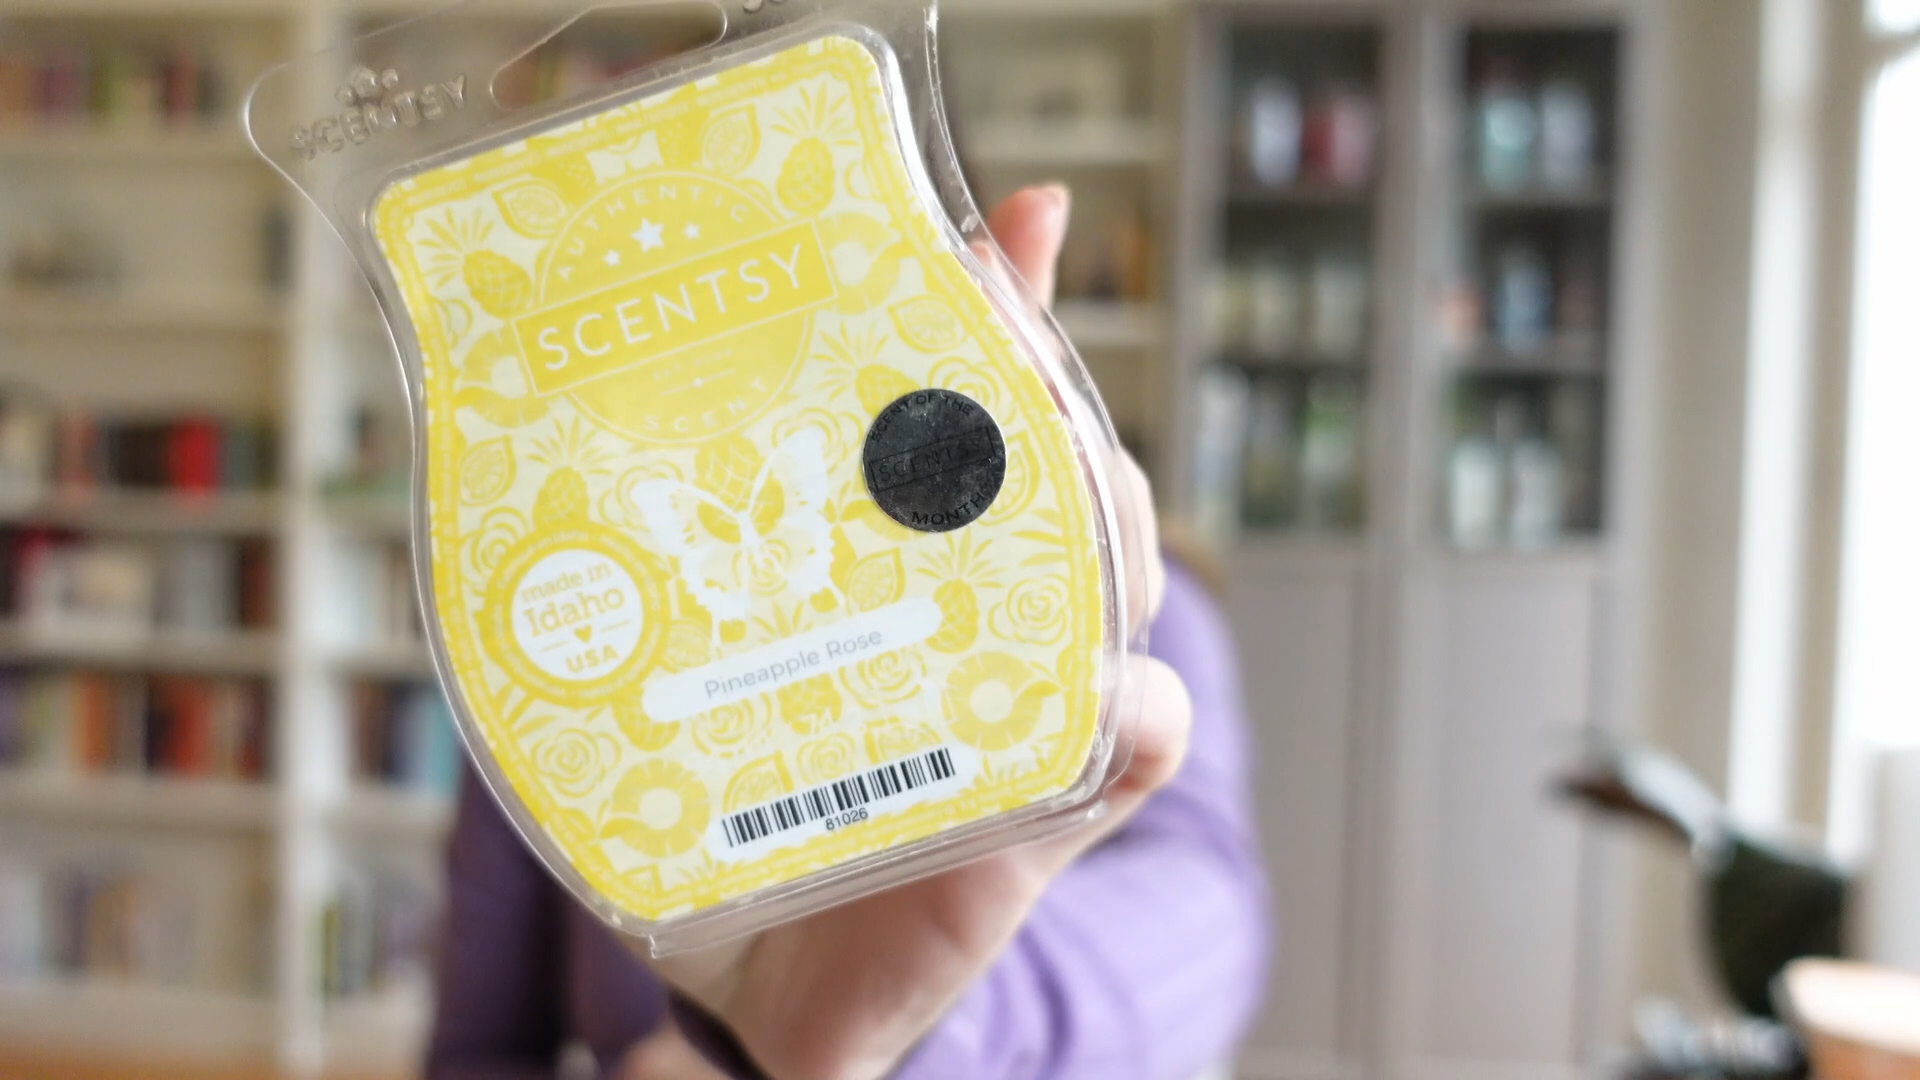 SCENTSY
AUTHENTIC
SCENTSY
SCENT
SCENT OF THE
SCENTSY
MONTH
made in
Idaho
USA
Pineapple Rose
81026